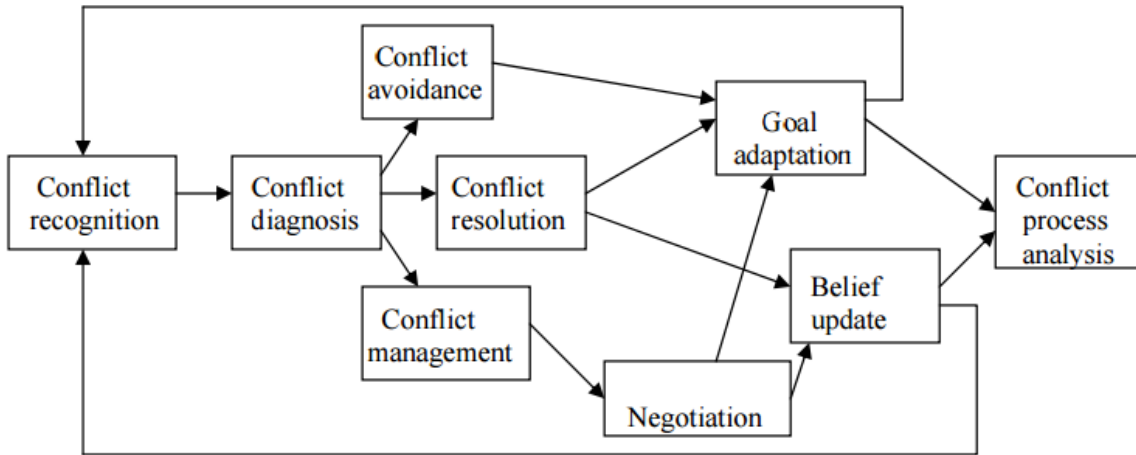 Conflict
avoidance
Goal
adaptation
Conflict
recognition
Conflict
diagnosis
Conflict
resolution
Conflict
process
analysis
Conflict
management
Belief
update
Negotiation